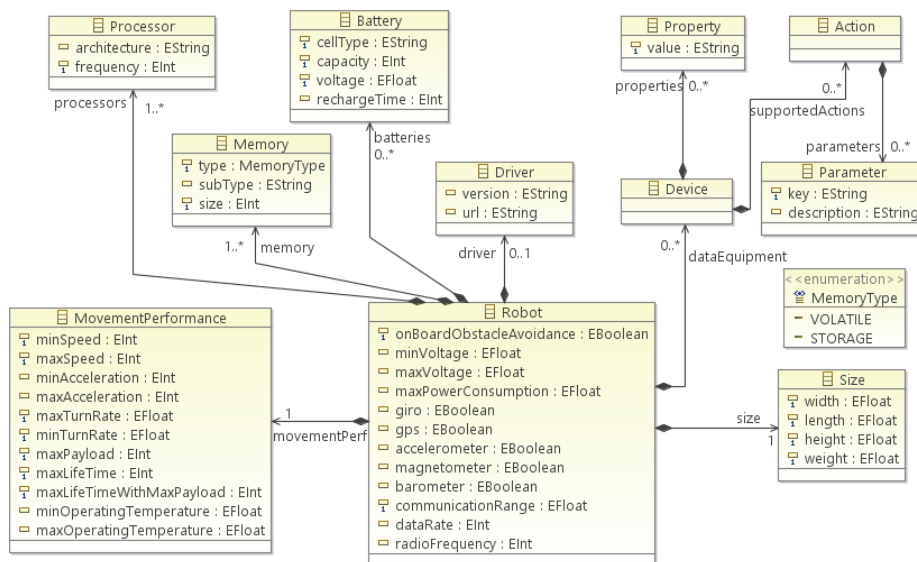 Processor
architecture : EString
frequency : EInt
processors
1..*
Battery
cellType : EString
capacity : EInt
voltage : EFloat
rechargeTime : EInt
batteries
0..*
Property
value : EString
properties
0..*
Action
0..*
supportedActions
parameters
0..*
Memory
type : MemoryType
subType : EString
size : EInt
1..*
memory
Driver
version : EString
url : EString
driver
0..1
Device
0..*
dataEquipment
Parameter
key : EString
description : EString
<<enumeration>>
MemoryType
VOLATILE
STORAGE
MovementPerformance
minSpeed : EInt
maxSpeed : EInt
minAcceleration : EInt
maxAcceleration : EInt
maxTurnRate : EFloat
minTurnRate : EFloat
maxPayload : EInt
maxLifeTime : EInt
maxLifeTimeWithMaxPayload : EInt
minOperatingTemperature : EFloat
maxOperatingTemperature : EFloat
1
movementPerf
Robot
onBoardObstacleAvoidance : EBoolean
minVoltage : EFloat
maxVoltage : EFloat
maxPowerConsumption : EFloat
giro : EBoolean
gps : EBoolean
accelerometer : EBoolean
magnetometer : EBoolean
barometer : EBoolean
communicationRange : EFloat
dataRate : EInt
radioFrequency : EInt
size
1
Size
width : EFloat
length : EFloat
height : EFloat
weight : EFloat